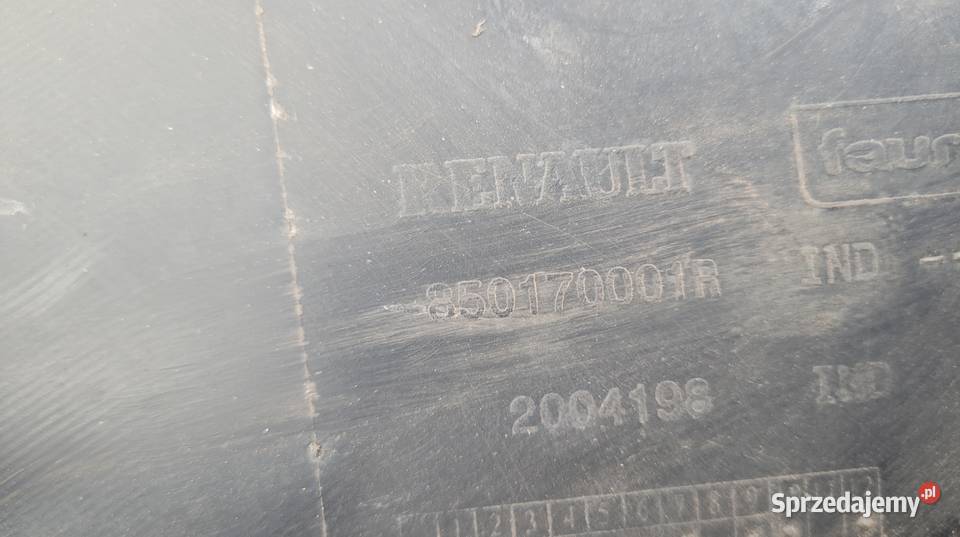 RENAULT
850170001R IND --
2004198 IND
1 2 3 4 5 6 7 8 9
Sprzedajemy.pl